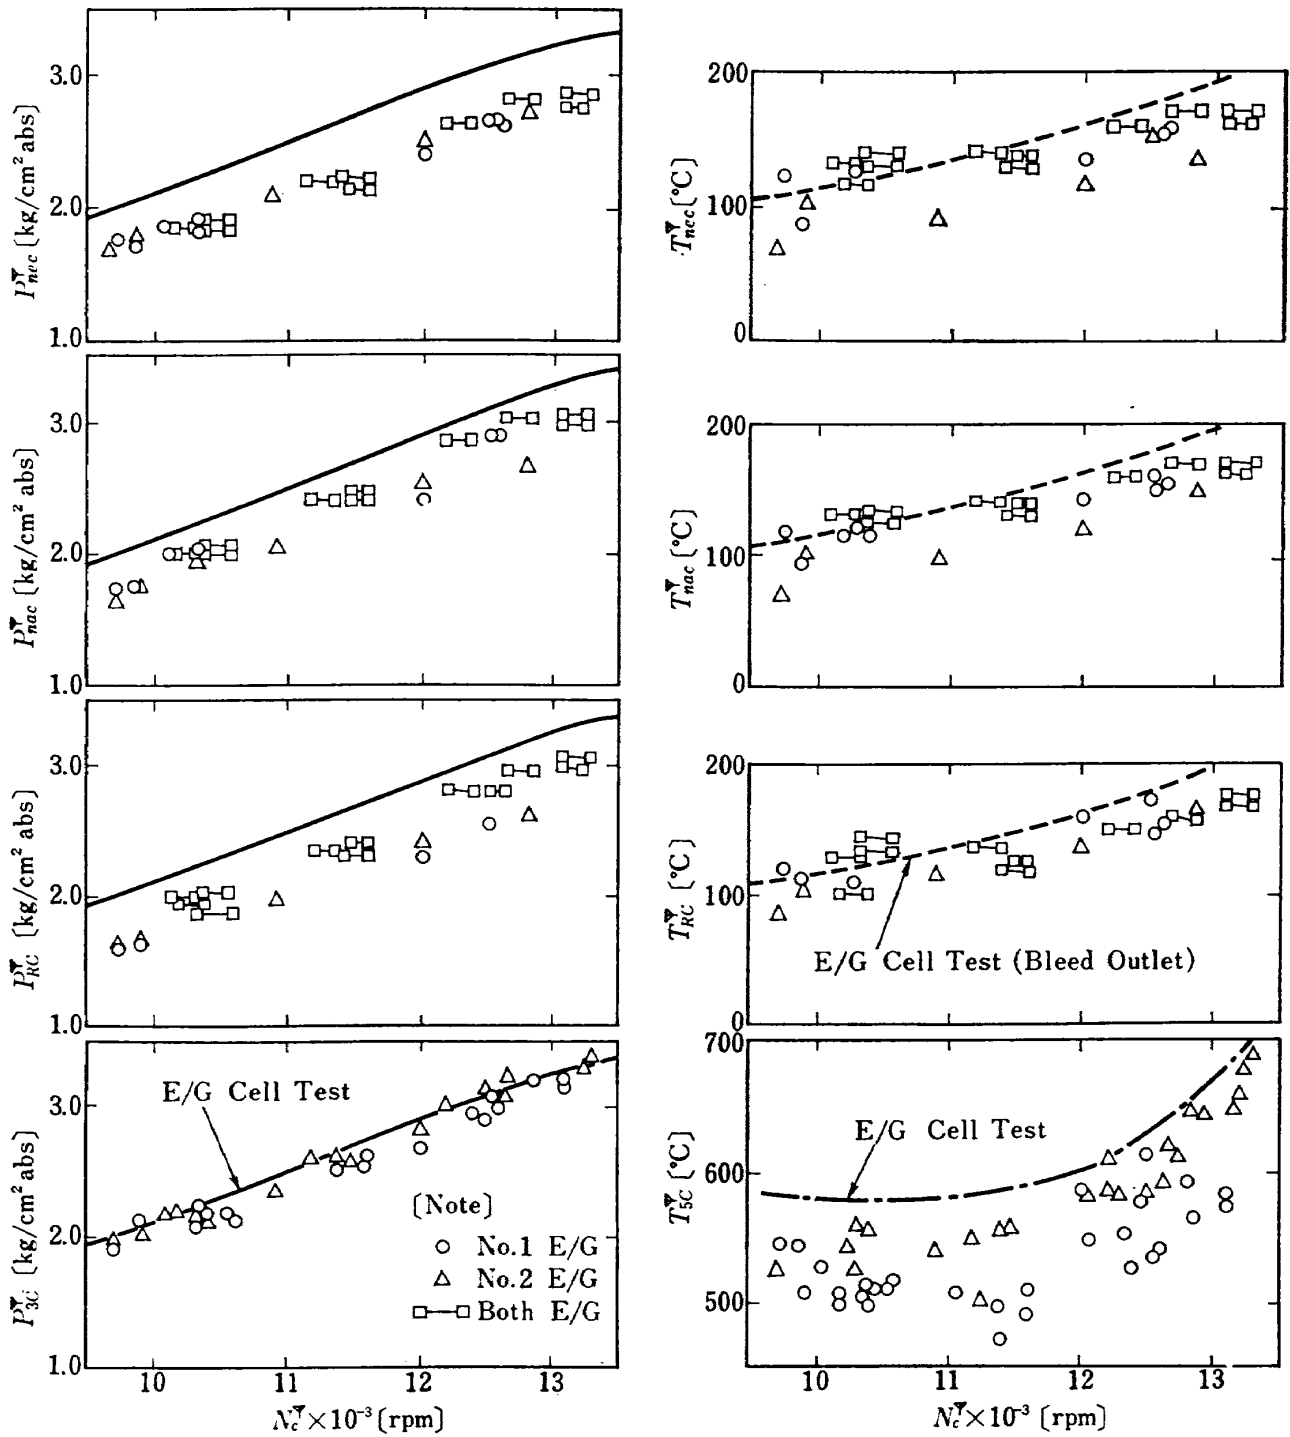 P▼nec [kg/cm² abs]
3.0
2.0
1.0
P▼nac [kg/cm² abs]
3.0
2.0
1.0
P▼RC [kg/cm² abs]
3.0
2.0
1.0
P▼3C [kg/cm² abs]
3.0
2.0
1.0
E/G Cell Test
[Note]
No.1 E/G
No.2 E/G
Both E/G
10 11 12 13
N▼c×10⁻³ [rpm]
T▼nec [°C]
200
100
0
T▼nac [°C]
200
100
0
T▼RC [°C]
200
100
0
E/G Cell Test (Bleed Outlet)
T▼5C [°C]
700
600
500
E/G Cell Test
10 11 12 13
N▼c×10⁻³ [rpm]